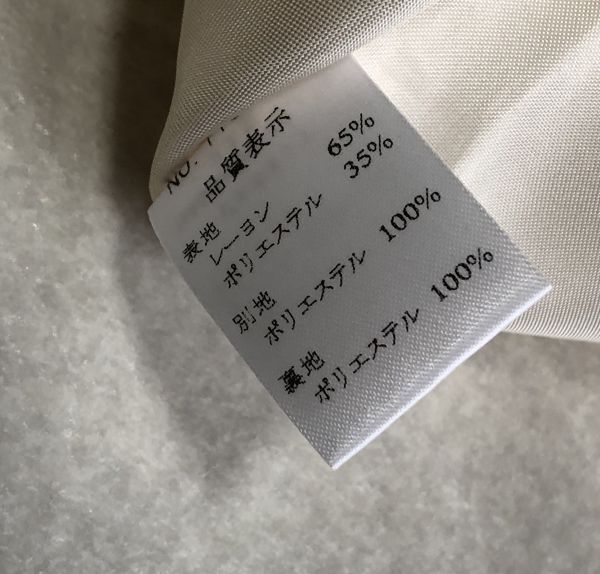 NO.
品質表示
表地
レーヨン 65%
ポリエステル 35%
別地
ポリエステル 100%
裏地
ポリエステル 100%